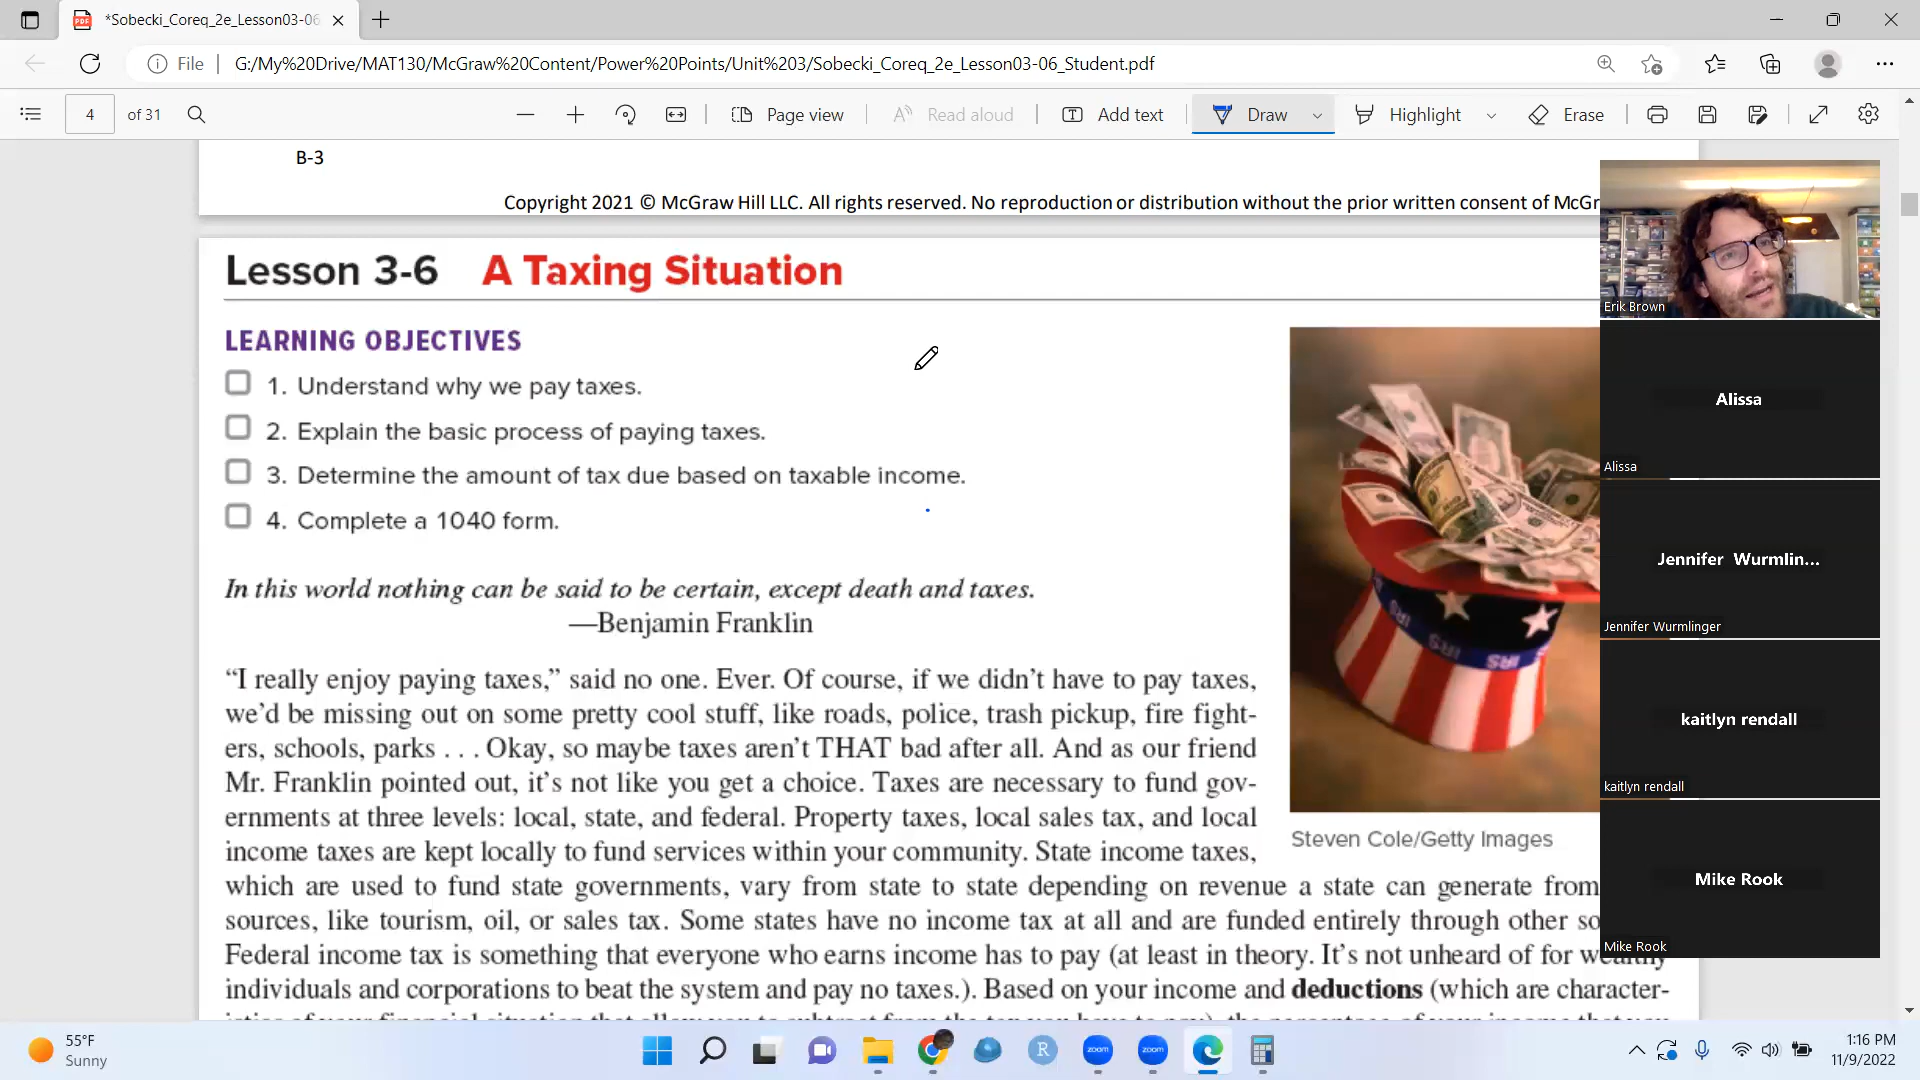 *Sobecki_Coreq_2e_Lesson03-06
File
G:/My%20Drive/MAT130/McGraw%20Content/Power%20Points/Unit%203/Sobecki_Coreq_2e_Lesson03-06_Student.pdf
4 of 31
Page view
Read aloud
Add text
Draw
Highlight
Erase
B-3
Copyright 2021 © McGraw Hill LLC. All rights reserved. No reproduction or distribution without the prior written consent of McGr
Lesson 3-6 A Taxing Situation
LEARNING OBJECTIVES
1. Understand why we pay taxes.
2. Explain the basic process of paying taxes.
3. Determine the amount of tax due based on taxable income.
4. Complete a 1040 form.
In this world nothing can be said to be certain, except death and taxes.
—Benjamin Franklin
“I really enjoy paying taxes,” said no one. Ever. Of course, if we didn’t have to pay taxes,
we’d be missing out on some pretty cool stuff, like roads, police, trash pickup, fire fight-
ers, schools, parks . . . Okay, so maybe taxes aren’t THAT bad after all. And as our friend
Mr. Franklin pointed out, it’s not like you get a choice. Taxes are necessary to fund gov-
ernments at three levels: local, state, and federal. Property taxes, local sales tax, and local
income taxes are kept locally to fund services within your community. State income taxes,
which are used to fund state governments, vary from state to state depending on revenue a state can generate from
sources, like tourism, oil, or sales tax. Some states have no income tax at all and are funded entirely through other so
Federal income tax is something that everyone who earns income has to pay (at least in theory. It’s not unheard of for wealthy
individuals and corporations to beat the system and pay no taxes.). Based on your income and deductions (which are character-
IRS
IRS
IRS
Steven Cole/Getty Images
Erik Brown
Alissa
Alissa
Jennifer Wurmlin...
Jennifer Wurmlinger
kaitlyn rendall
kaitlyn rendall
Mike Rook
Mike Rook
55°F
Sunny
zoom
zoom
1:16 PM
11/9/2022